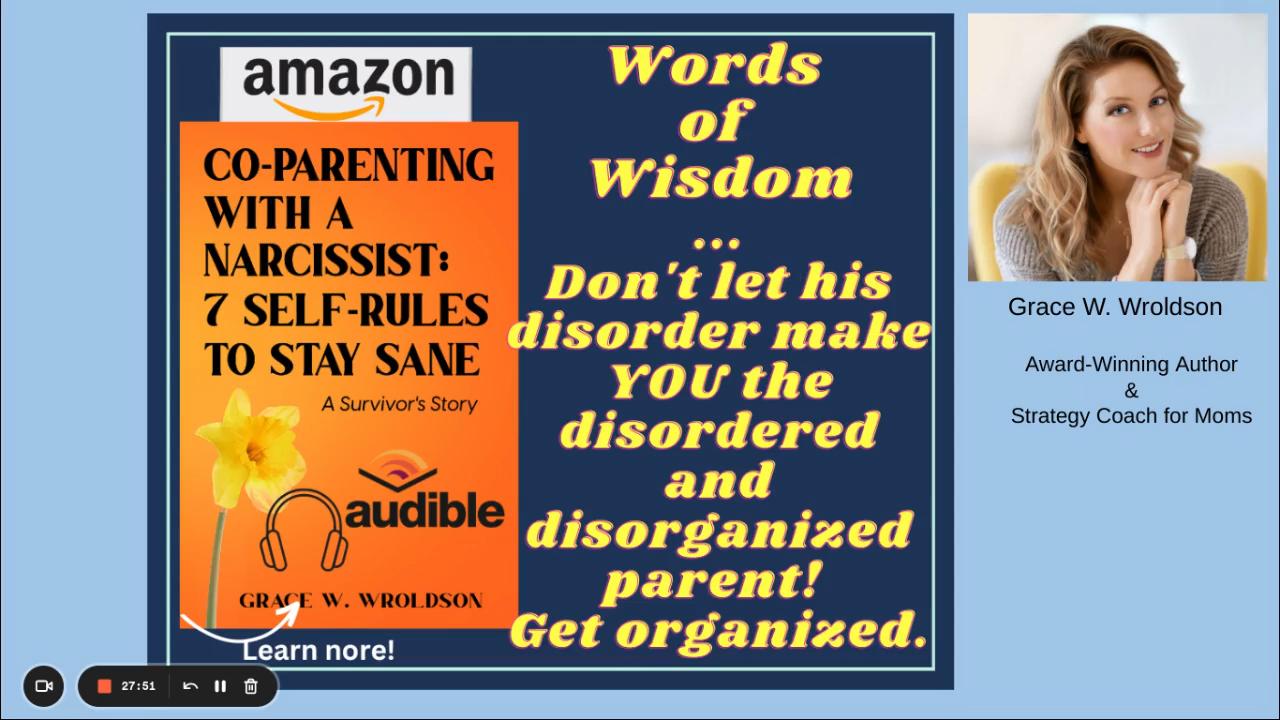 amazon
CO-PARENTING
WITH A
NARCISSIST:
7 SELF-RULES
TO STAY SANE
A Survivor's Story
audible
GRACE W. WROLDSON
Learn nore!
Words
of
Wisdom
...
Don't let his
disorder make
YOU the
disordered
and
disorganized
parent!
Get organized.
Grace W. Wroldson
Award-Winning Author
&
Strategy Coach for Moms
27:51